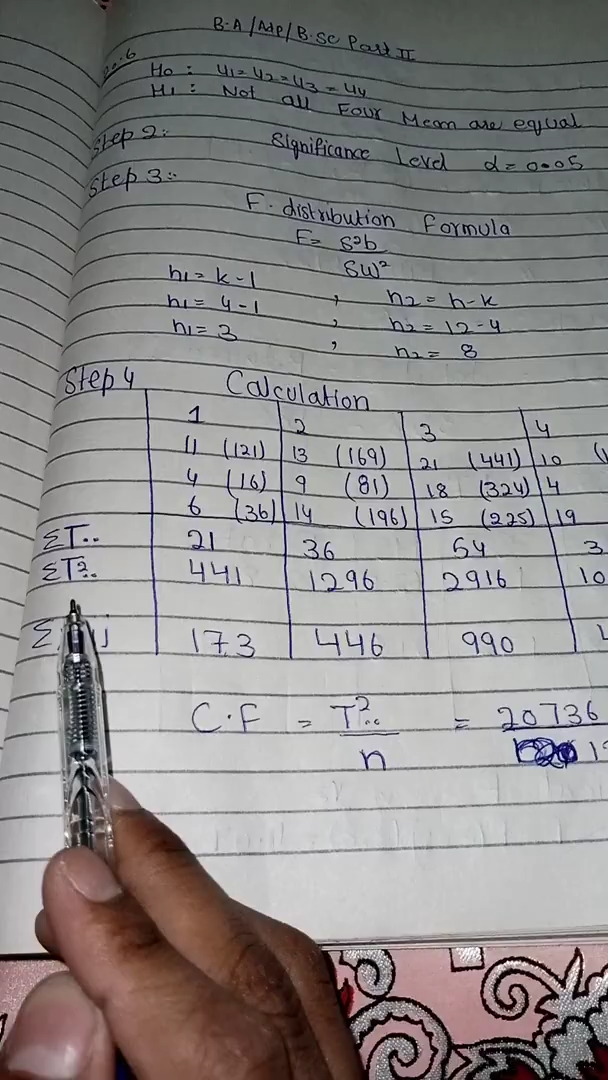 B.A/Adp/B.SC Part II
Ho : u1 = u2 = u3 = u4
H1 : Not all Four Mean are equal
Step 2: Significance Level α = 0.05
Step 3:
F. distribution Formula
F = S²b
SW²
n1 = k-1 , n2 = n-k
n1 = 4-1 , n2 = 12-4
n1 = 3 , n2 = 8
Step 4 Calculation
1 2 3 4
11 (121) 13 (169) 21 (441) 10
4 (16) 9 (81) 18 (324) 4
6 (36) 14 (196) 15 (225) 19
ΣT.. 21 36 54 3
ΣT².. 441 1296 2916 10
Σ j 173 446 990
C.F = T².. = 20736
n